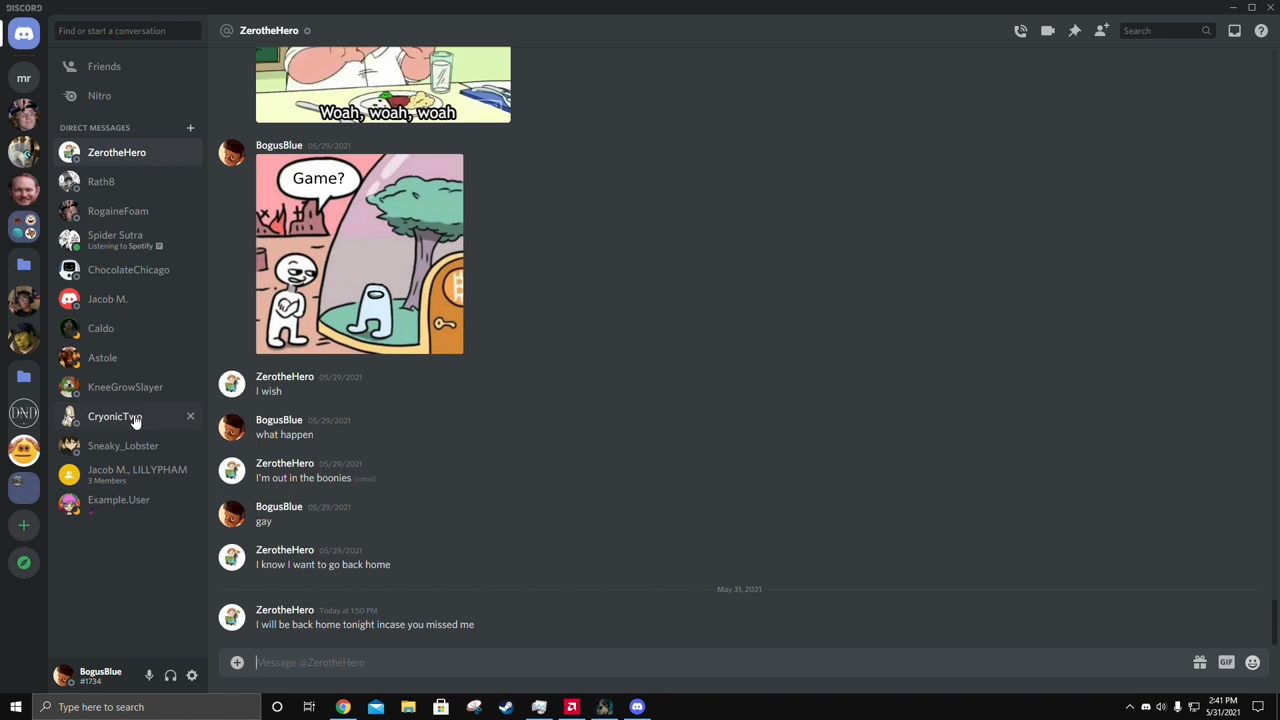 DISCORD
Find or start a conversation
ZerotheHero
Search
mr
Friends
Nitro
DIRECT MESSAGES
ZerotheHero
Rath8
RogaineFoam
Spider Sutra
Listening to Spotify
ChocolateChicago
Jacob M.
Caldo
Astole
KneeGrowSlayer
CryonicTwo
Sneaky_Lobster
Jacob M., LILLYPHAM
3 Members
Example.User
DND
BogusBlue
#1734
Woah, woah, woah
BogusBlue 05/29/2021
Game?
ZerotheHero 05/29/2021
I wish
BogusBlue 05/29/2021
what happen
ZerotheHero 05/29/2021
I'm out in the boonies (edited)
BogusBlue 05/29/2021
gay
ZerotheHero 05/29/2021
I know I want to go back home
May 31, 2021
ZerotheHero Today at 1:50 PM
I will be back home tonight incase you missed me
Message @ZerotheHero
GIF
Type here to search
2:41 PM
5/31/2021